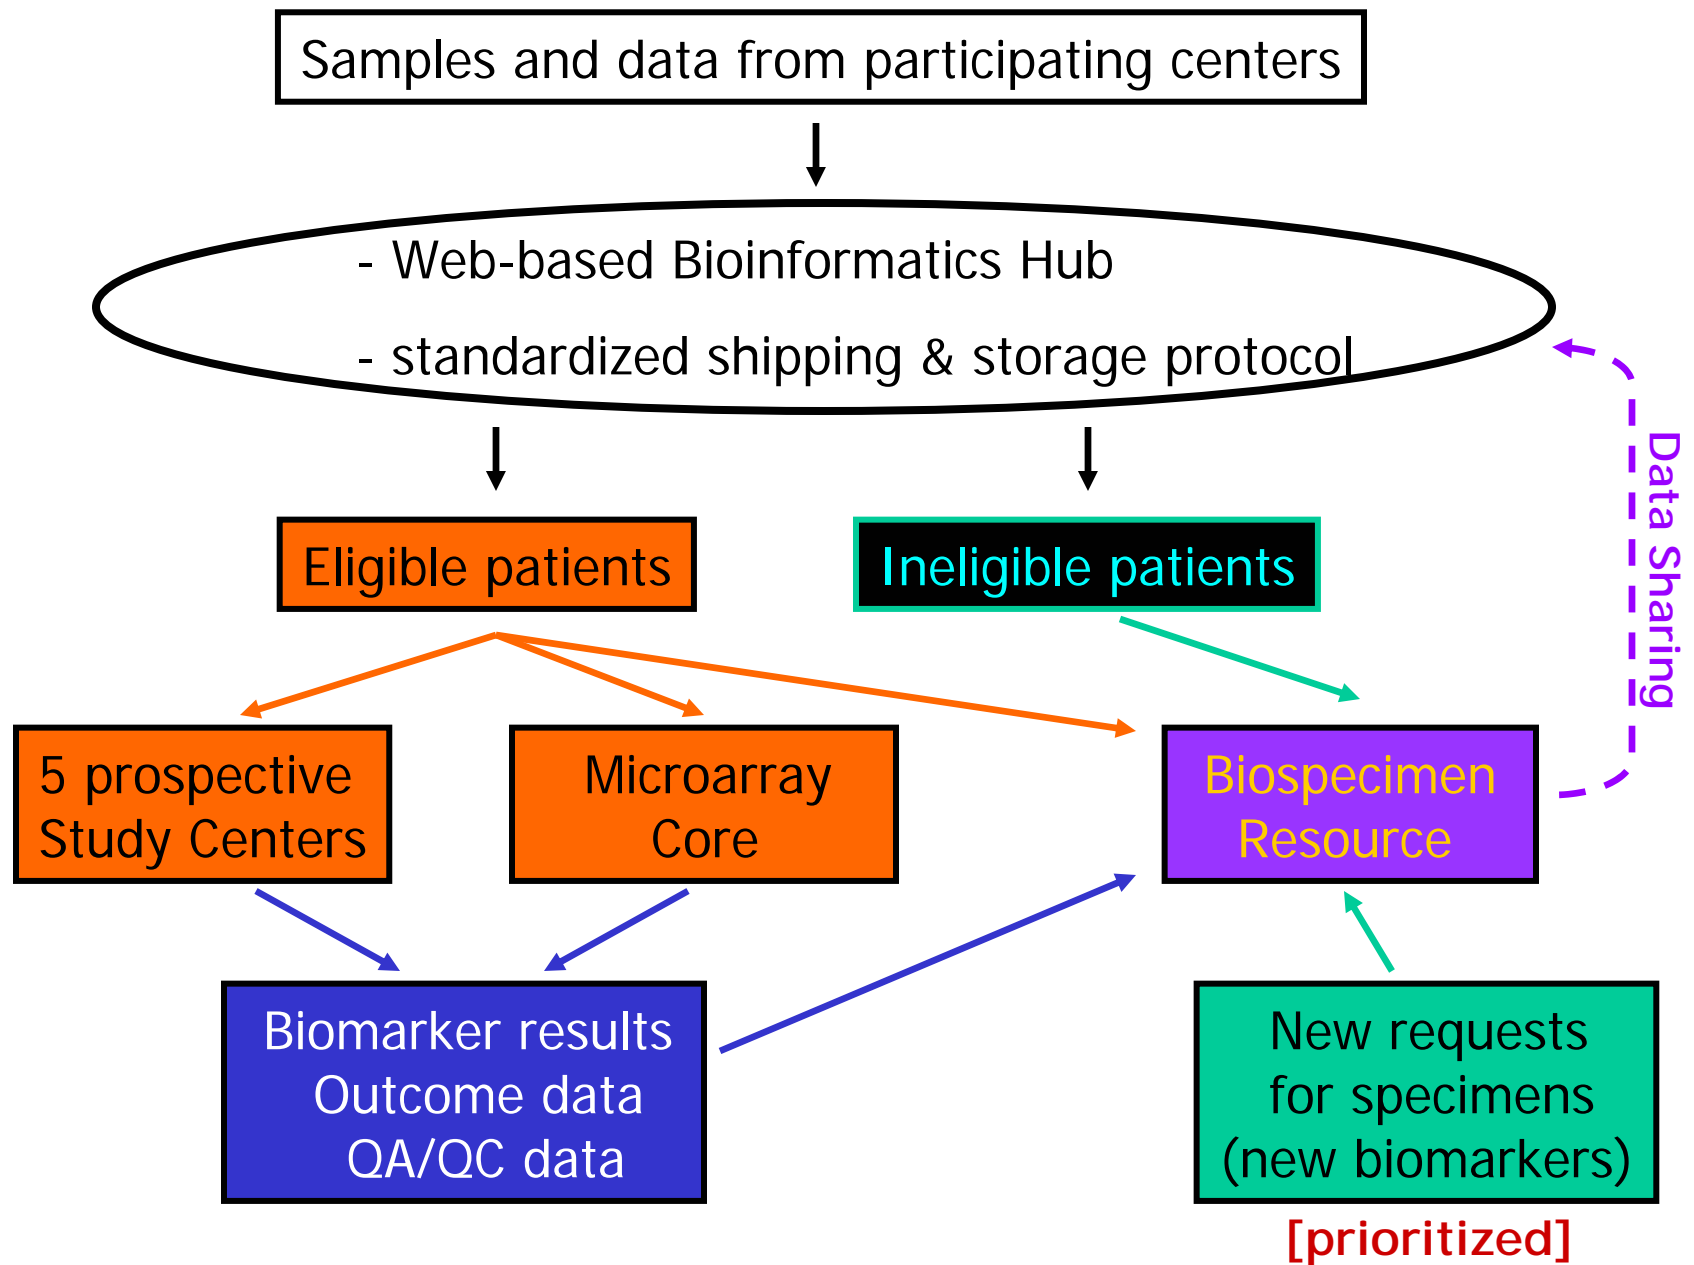 Samples and data from participating centers
- Web-based Bioinformatics Hub
- standardized shipping & storage protocol
Data Sharing
Eligible patients
Ineligible patients
5 prospective
Study Centers
Microarray
Core
Biospecimen
Resource
Biomarker results
Outcome data
QA/QC data
New requests
for specimens
(new biomarkers)
[prioritized]